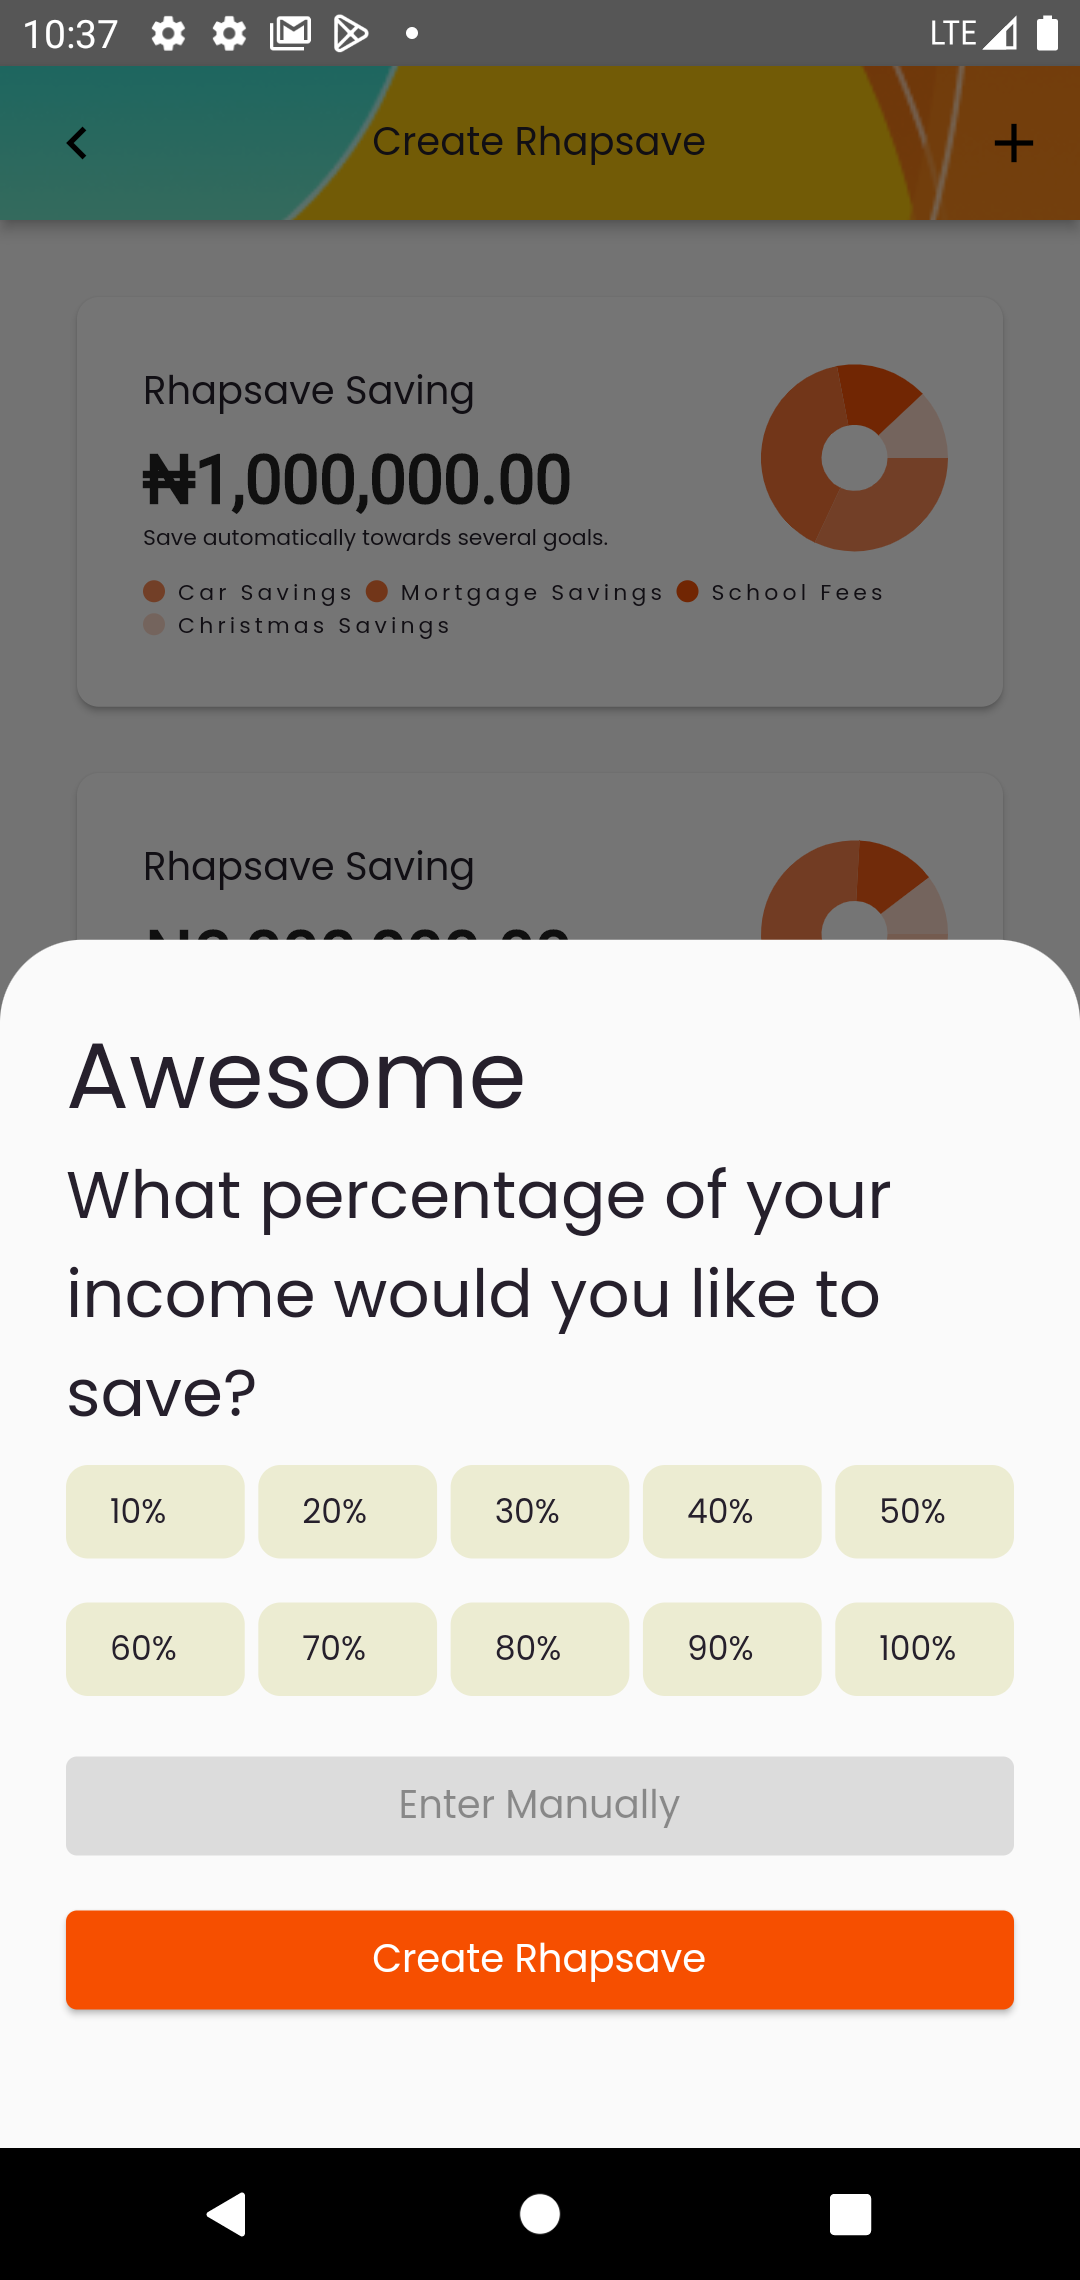 10:37
LTE
Create Rhapsave
Rhapsave Saving
₦1,000,000.00
Save automatically towards several goals.
Car Savings Mortgage Savings School Fees
Christmas Savings
Rhapsave Saving
Awesome
What percentage of your
income would you like to
save?
10% 20% 30% 40% 50%
60% 70% 80% 90% 100%
Enter Manually
Create Rhapsave